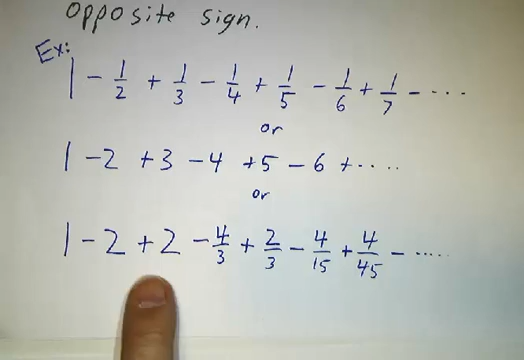 opposite sign.
Ex:
1 - 1/2 + 1/3 - 1/4 + 1/5 - 1/6 + 1/7 - ....
or
1 - 2 + 3 - 4 + 5 - 6 + ....
or
1 - 2 + 2 - 4/3 + 2/3 - 4/15 + 4/45 - .....